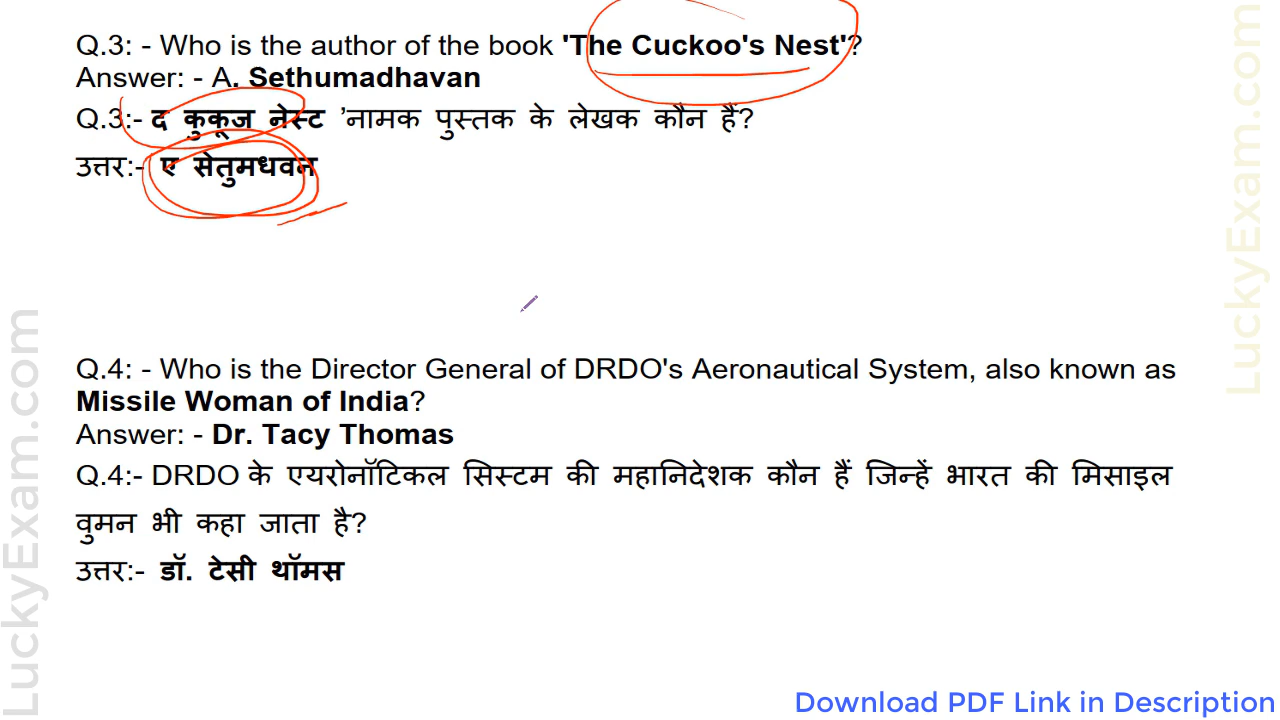 Q.3: - Who is the author of the book 'The Cuckoo's Nest'?
Answer: - A. Sethumadhavan
Q.3:- द कुकूज नेस्ट 'नामक पुस्तक के लेखक कौन हैं?
उत्तर:- ए सेतुमधवन
Q.4: - Who is the Director General of DRDO's Aeronautical System, also known as
Missile Woman of India?
Answer: - Dr. Tacy Thomas
Q.4:- DRDO के एयरोनॉटिकल सिस्टम की महानिदेशक कौन हैं जिन्हें भारत की मिसाइल
वुमन भी कहा जाता है?
उत्तर:- डॉ. टेसी थॉमस
LuckyExam.com
LuckyExam.com
Download PDF Link in Description